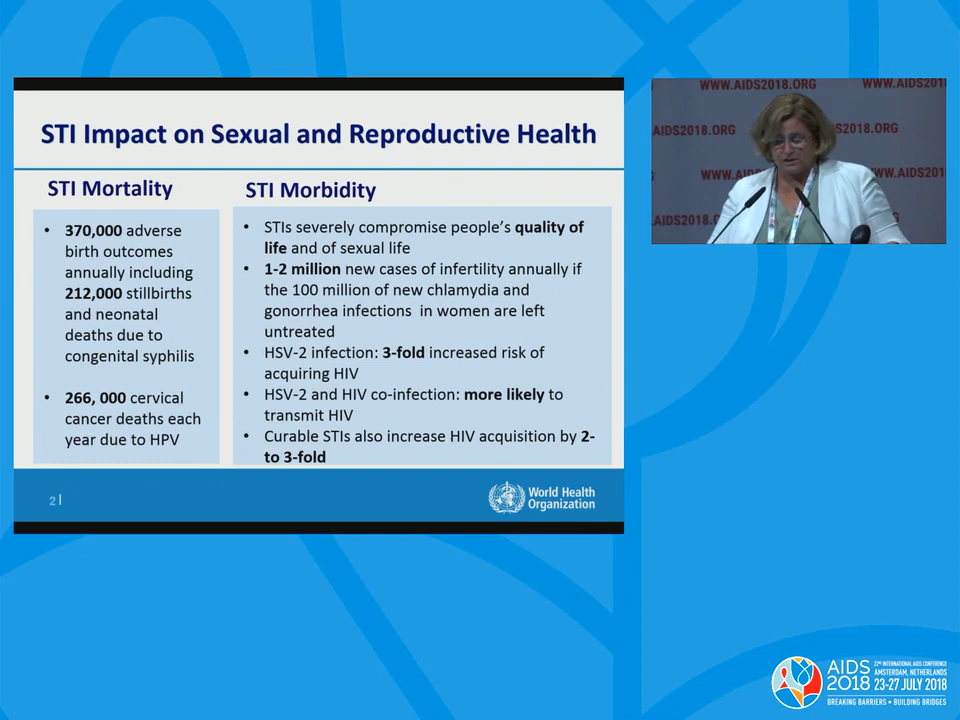 STI Impact on Sexual and Reproductive Health
STI Mortality
• 370,000 adverse
birth outcomes
annually including
212,000 stillbirths
and neonatal
deaths due to
congenital syphilis
• 266, 000 cervical
cancer deaths each
year due to HPV
STI Morbidity
• STIs severely compromise people's quality of
life and of sexual life
• 1-2 million new cases of infertility annually if
the 100 million of new chlamydia and
gonorrhea infections in women are left
untreated
• HSV-2 infection: 3-fold increased risk of
acquiring HIV
• HSV-2 and HIV co-infection: more likely to
transmit HIV
• Curable STIs also increase HIV acquisition by 2-
to 3-fold
2 |
World Health
Organization
WWW.AIDS2018.ORG
WWW.AIDS201
.AIDS2018.ORG
S2018.ORG
WWW.A
WW.AIDS201
.AIDS2018.O
AIDS
2018
22ND INTERNATIONAL AIDS CONFERENCE
AMSTERDAM, NETHERLANDS
23-27 JULY 2018
BREAKING BARRIERS • BUILDING BRIDGES